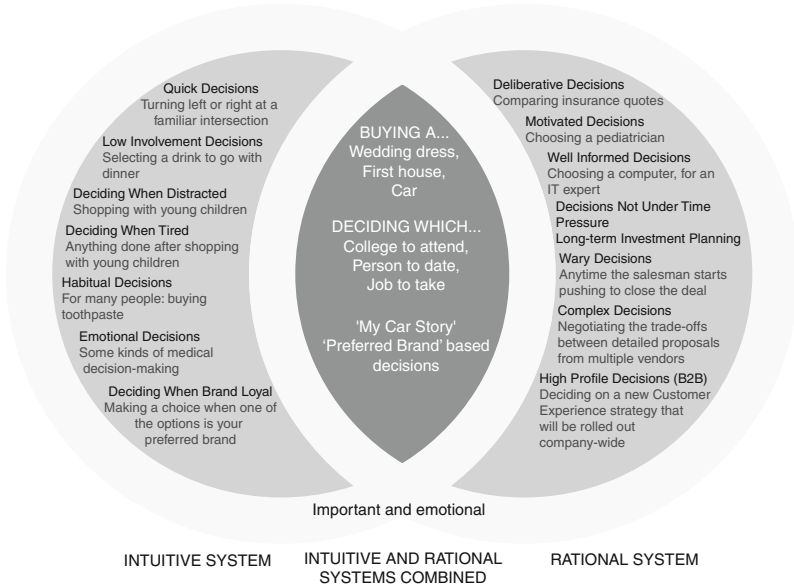 Quick Decisions
Turning left or right at a
familiar intersection
Low Involvement Decisions
Selecting a drink to go with
dinner
Deciding When Distracted
Shopping with young children
Deciding When Tired
Anything done after shopping
with young children
Habitual Decisions
For many people: buying
toothpaste
Emotional Decisions
Some kinds of medical
decision-making
Deciding When Brand Loyal
Making a choice when one of
the options is your
preferred brand
BUYING A...
Wedding dress,
First house,
Car
DECIDING WHICH...
College to attend,
Person to date,
Job to take
'My Car Story'
‘Preferred Brand’ based
decisions
Deliberative Decisions
Comparing insurance quotes
Motivated Decisions
Choosing a pediatrician
Well Informed Decisions
Choosing a computer, for an
IT expert
Decisions Not Under Time
Pressure
Long-term Investment Planning
Wary Decisions
Anytime the salesman starts
pushing to close the deal
Complex Decisions
Negotiating the trade-offs
between detailed proposals
from multiple vendors
High Profile Decisions (B2B)
Deciding on a new Customer
Experience strategy that
will be rolled out
company-wide
Important and emotional
INTUITIVE SYSTEM
INTUITIVE AND RATIONAL
SYSTEMS COMBINED
RATIONAL SYSTEM